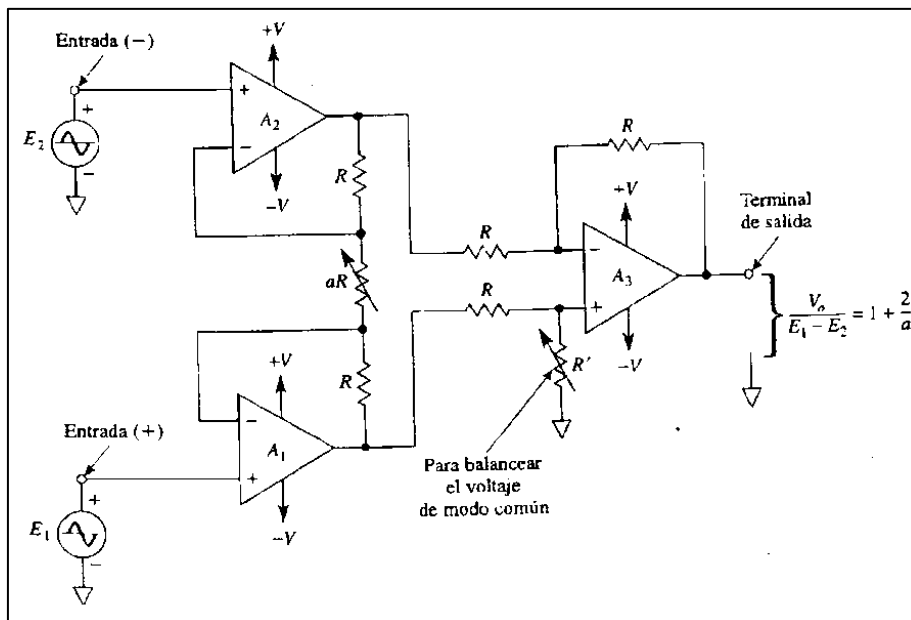 +V
Entrada (−)
+
A2
−
−V
+
E2
−
R
aR
R
R
R
R
+V
−
A3
+
−V
R′
Terminal
de salida
Vo / (E1 − E2) = 1 + 2/a
+V
Entrada (+)
−
A1
+
−V
+
E1
−
Para balancear
el voltaje
de modo común